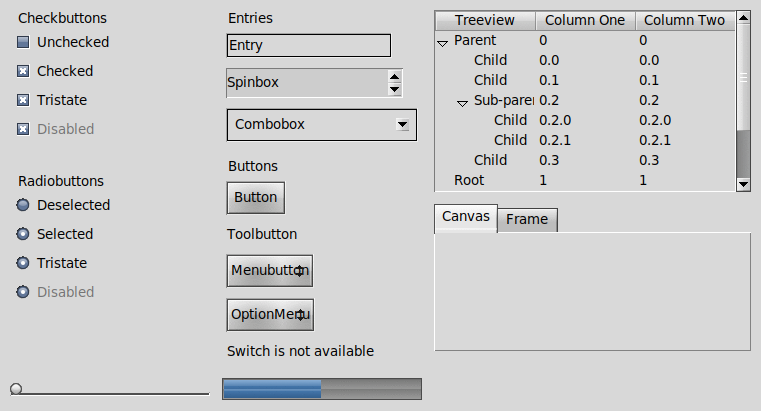 Checkbuttons
Unchecked
Checked
Tristate
Disabled
Radiobuttons
Deselected
Selected
Tristate
Disabled
Entries
Entry
Spinbox
Combobox
Buttons
Button
Toolbutton
Menubutton
OptionMenu
Switch is not available
Treeview Column One Column Two
Parent 0 0
Child 0.0 0.0
Child 0.1 0.1
Sub-parer 0.2 0.2
Child 0.2.0 0.2.0
Child 0.2.1 0.2.1
Child 0.3 0.3
Root 1 1
Canvas Frame